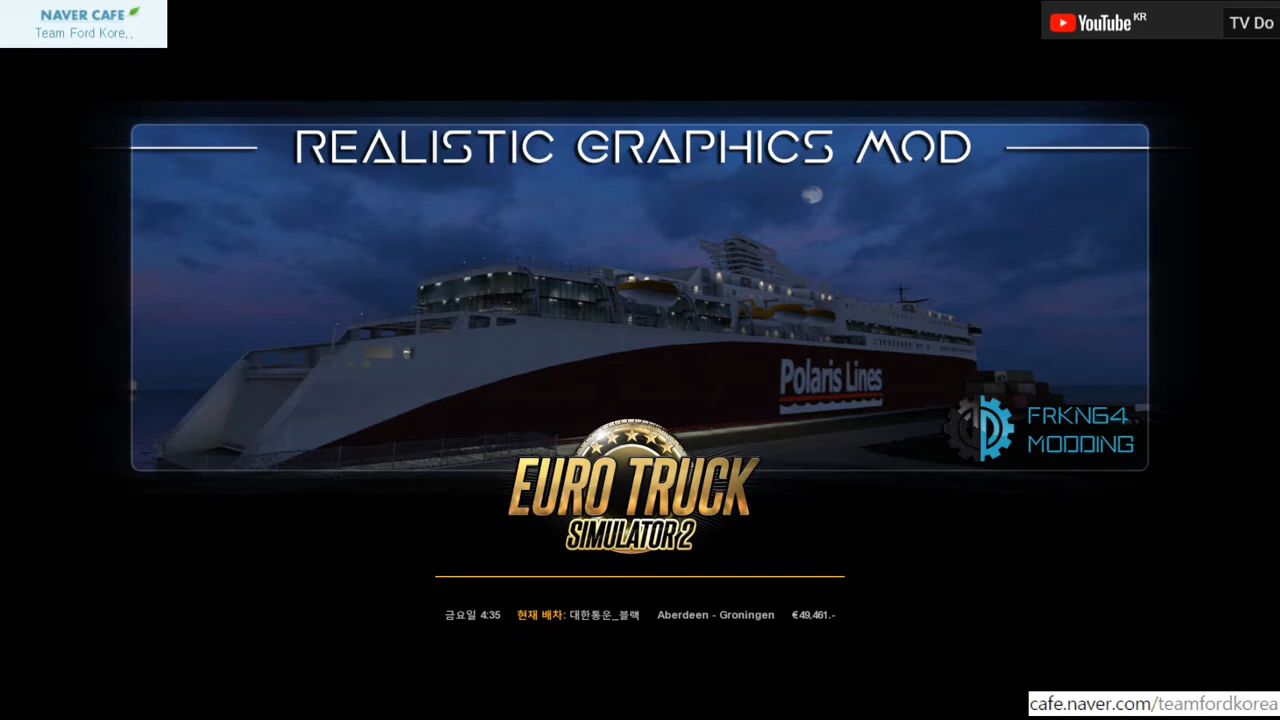 NAVER CAFE
Team Ford Kore..
YouTube KR
TV Do
REALISTIC GRAPHICS MOD
Polaris Lines
FRKN64
MODDING
EURO TRUCK
SIMULATOR 2
금요일 4:35 현재 배차: 대한통운_블랙 Aberdeen - Groningen €49,461.-
cafe.naver.com/teamfordkorea